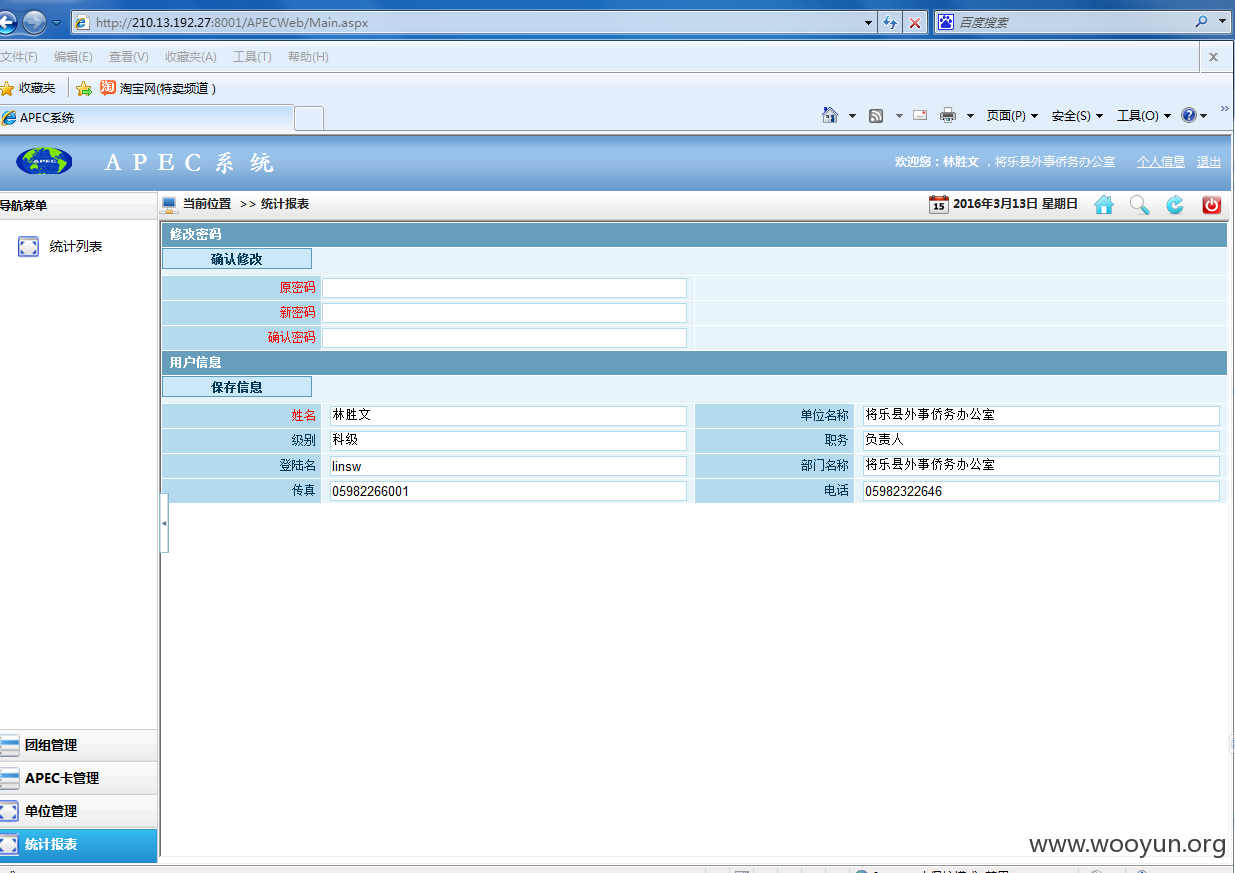 http://210.13.192.27:8001/APECWeb/Main.aspx 百度搜索
文件(F) 编辑(E) 查看(V) 收藏夹(A) 工具(T) 帮助(H) x
收藏夹 淘 淘宝网(特卖频道 )
APEC系统 页面(P) 安全(S) 工具(O) »
APEC APEC系统 欢迎您：林胜文 , 将乐县外事侨务办公室 个人信息 退出
导航菜单 当前位置 >> 统计报表 15 2016年3月13日 星期日
统计列表
修改密码
确认修改
原密码
新密码
确认密码
用户信息
保存信息
姓名 林胜文 单位名称 将乐县外事侨务办公室
级别 科级 职务 负责人
登陆名 linsw 部门名称 将乐县外事侨务办公室
传真 05982266001 电话 05982322646
团组管理
APEC卡管理
单位管理
统计报表
www.wooyun.org